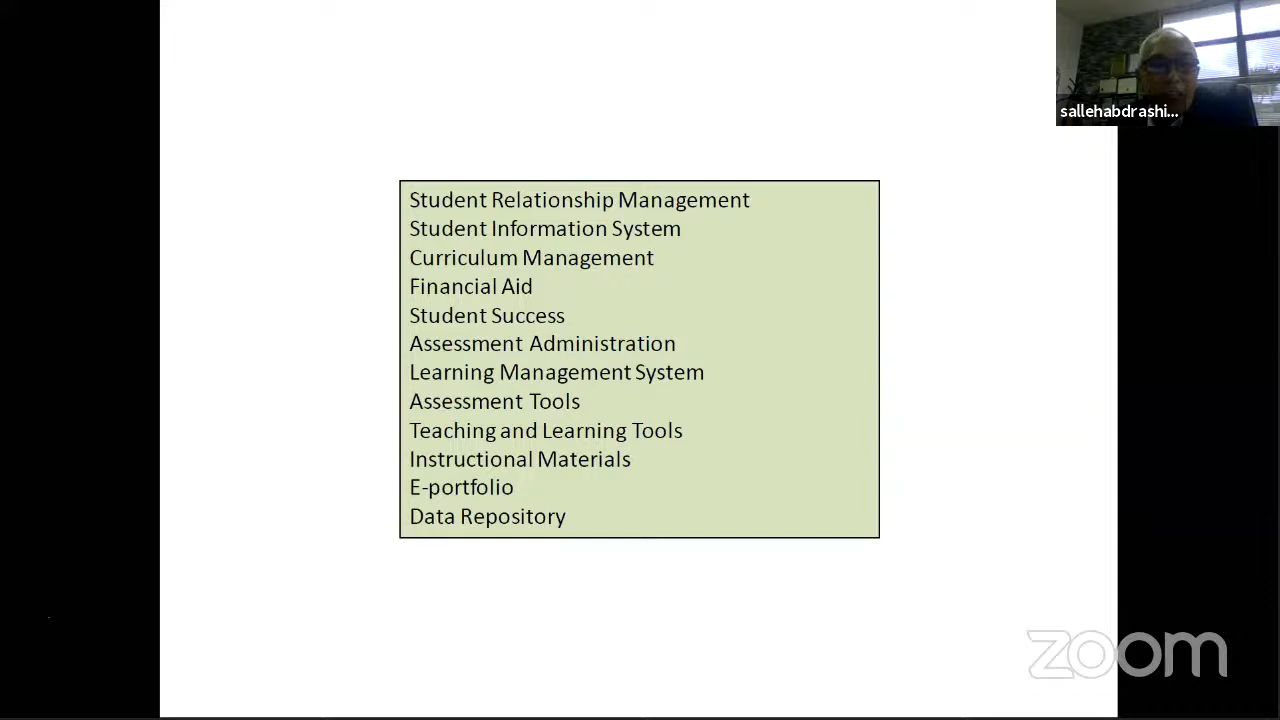 sallehabdrashi...
Student Relationship Management
Student Information System
Curriculum Management
Financial Aid
Student Success
Assessment Administration
Learning Management System
Assessment Tools
Teaching and Learning Tools
Instructional Materials
E-portfolio
Data Repository
zoom